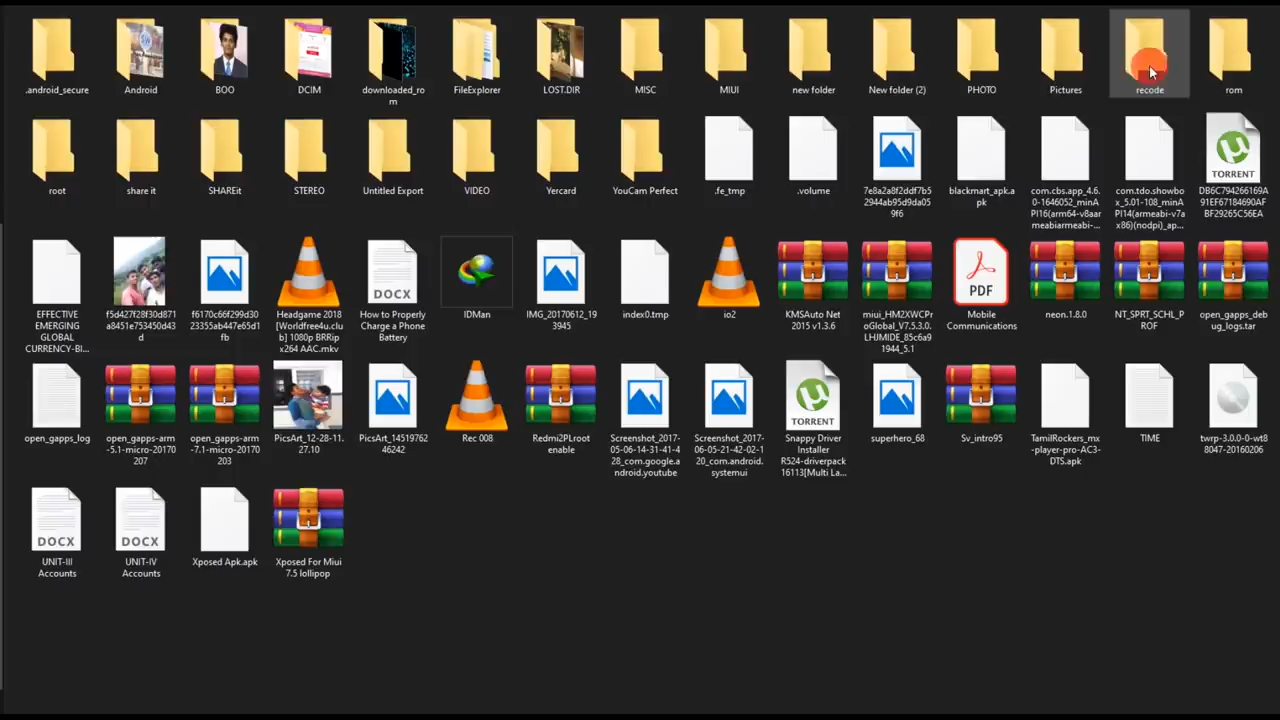 .android_secure
Android
BOO
DCIM
downloaded_ro
m
FileExplorer
LOST.DIR
MISC
MIUI
new folder
New folder (2)
PHOTO
Pictures
recode
rom
root
share it
SHAREit
STEREO
Untitled Export
VIDEO
Yercard
YouCam Perfect
.fe_tmp
.volume
7e8a2a8f2ddf7b5
2944ab95d9da05
9f6
blackmart_apk.a
pk
com.cbs.app_4.6.
0-1646052_minA
PI16(arm64-v8aar
meabiarmeabi-...
com.tdo.showbo
x_5.01-108_minA
PI14(armeabi-v7a
x86)(nodpi)_ap...
TORRENT
DB6C794266169A
91EF67184690AF
BF29265C56EA
EFFECTIVE
EMERGING
GLOBAL
CURRENCY-BI...
f5d427f28f30d871
a8451e753450d43
d
f6170c66f299d30
23355ab447e65d1
fb
Headgame 2018
[Worldfree4u.clu
b] 1080p BRRip
x264 AAC.mkv
DOCX
How to Properly
Charge a Phone
Battery
IDMan
IMG_20170612_19
3945
index0.tmp
io2
KMSAuto Net
2015 v1.3.6
miui_HM2XWCPr
oGlobal_V7.5.3.0.
LHJMIDE_85c6a9
1944_5.1
PDF
Mobile
Communications
neon.1.8.0
NT_SPRT_SCHL_P
ROF
open_gapps_deb
ug_logs.tar
open_gapps_log
open_gapps-arm
-5.1-micro-20170
207
open_gapps-arm
-7.1-micro-20170
203
PicsArt_12-28-11.
27.10
PicsArt_14519762
46242
Rec 008
Redmi2PLroot
enable
Screenshot_2017-
05-06-14-31-41-4
28_com.google.a
ndroid.youtube
Screenshot_2017-
06-05-21-42-02-1
20_com.android.
systemui
TORRENT
Snappy Driver
Installer
R524-driverpack
16113[Multi La...
superhero_68
Sv_intro95
TamilRockers_mx
-player-pro-AC3-
DTS.apk
TIME
twrp-3.0.0-0-wt8
8047-20160206
DOCX
UNIT-III
Accounts
DOCX
UNIT-IV
Accounts
Xposed Apk.apk
Xposed For Miui
7.5 lollipop